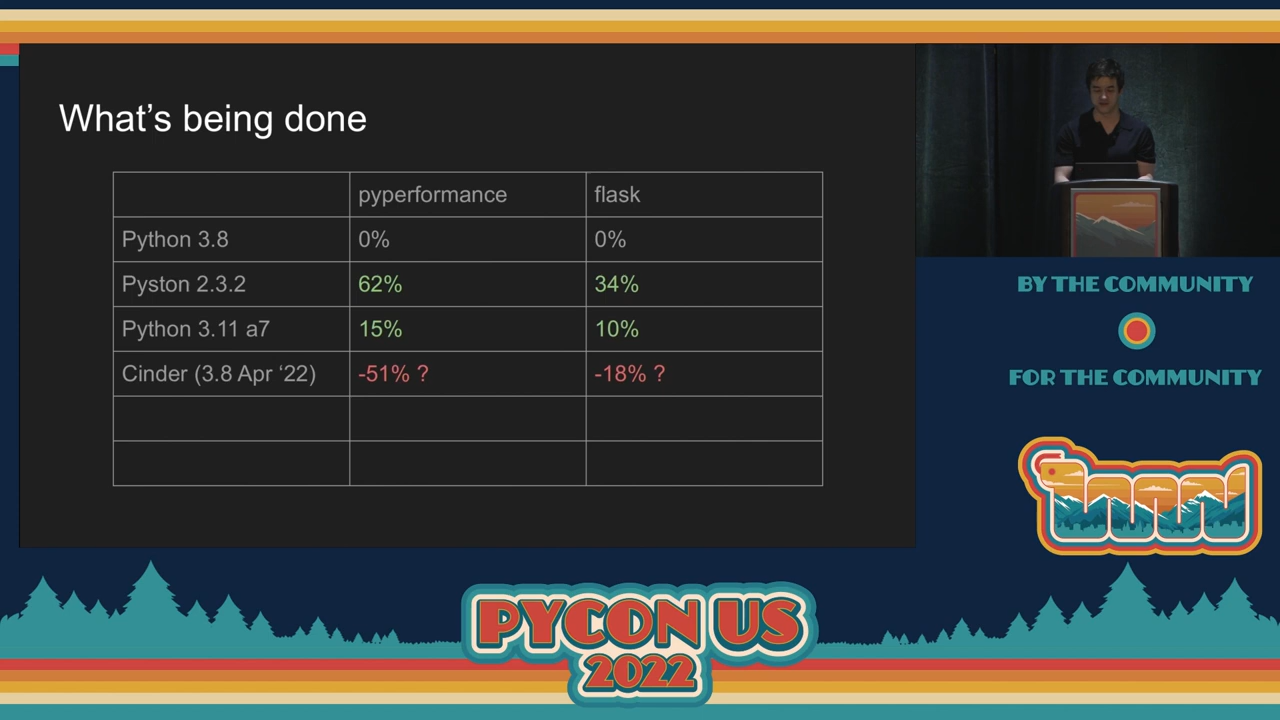 What's being done
pyperformance flask
Python 3.8 0% 0%
Pyston 2.3.2 62% 34%
Python 3.11 a7 15% 10%
Cinder (3.8 Apr ‘22) -51% ? -18% ?
BY THE COMMUNITY
FOR THE COMMUNITY
PYCON US
2022